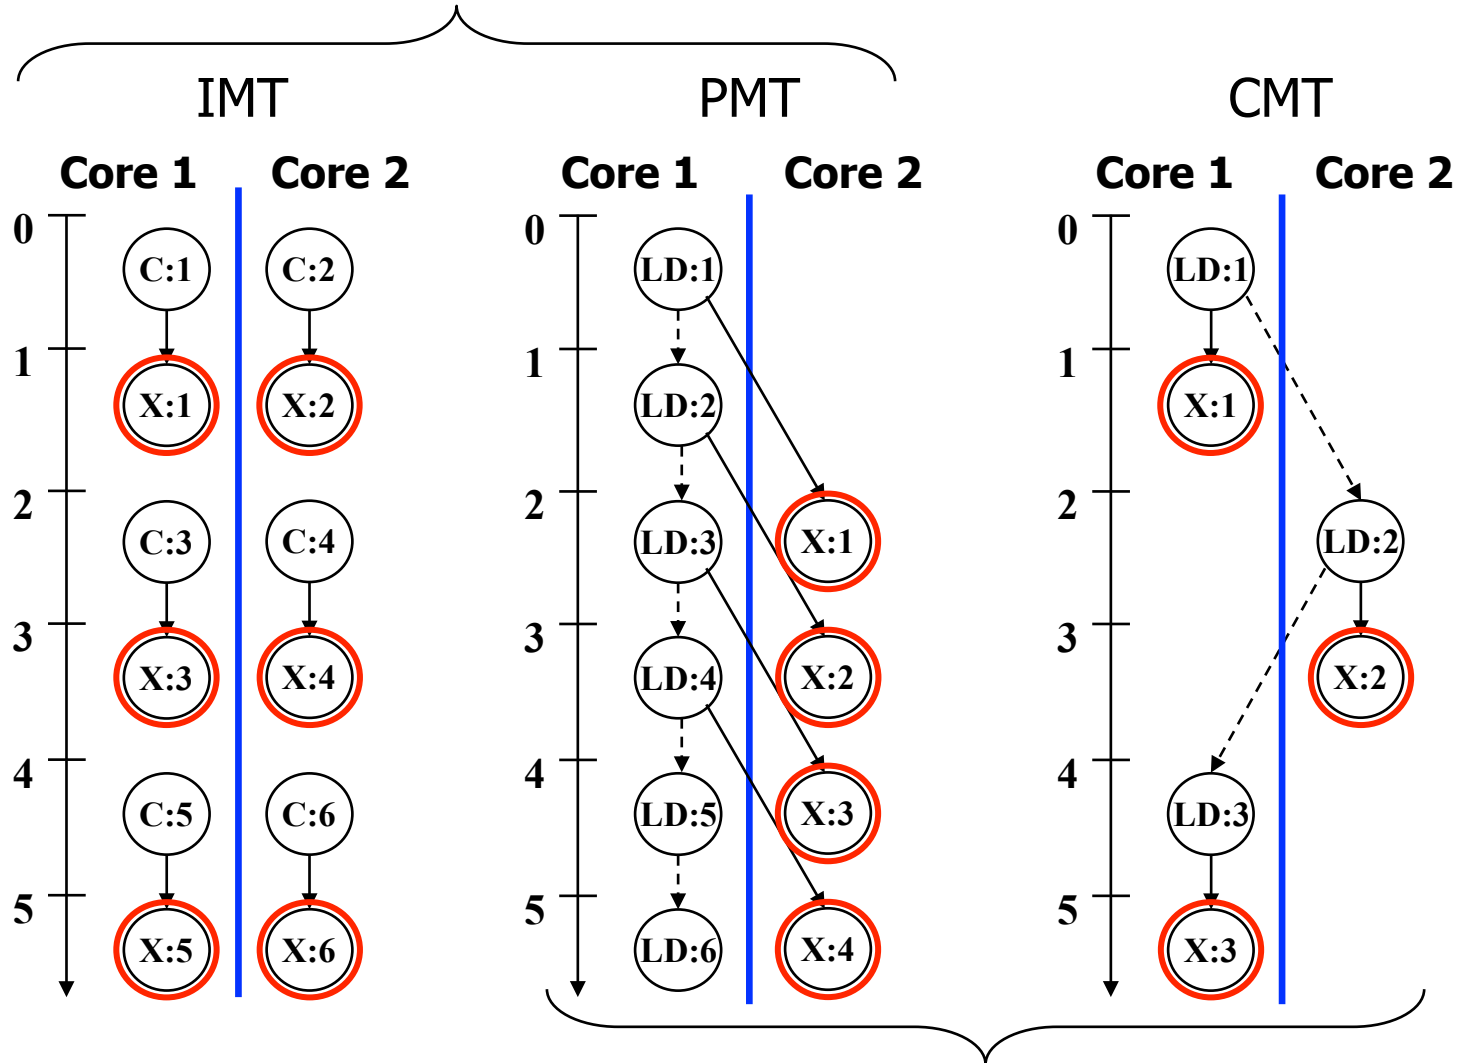 IMT PMT CMT
Core 1 Core 2 Core 1 Core 2 Core 1 Core 2
0 0 0
C:1 C:2 LD:1 LD:1
1 1 1
X:1 X:2 LD:2 X:1
2 2 2
C:3 C:4 LD:3 X:1 LD:2
3 3 3
X:3 X:4 LD:4 X:2 X:2
4 4 4
C:5 C:6 LD:5 X:3 LD:3
5 5 5
X:5 X:6 LD:6 X:4 X:3